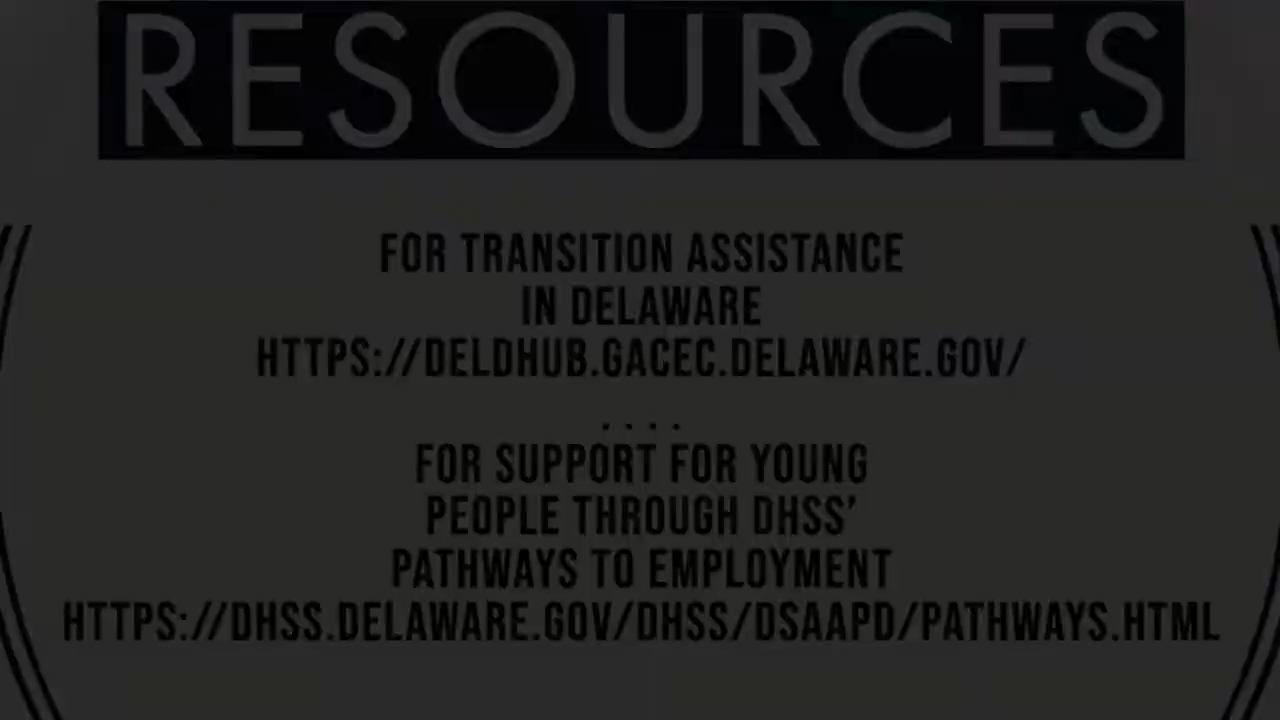 RESOURCES
FOR TRANSITION ASSISTANCE
IN DELAWARE
HTTPS://DELDHUB.GACEC.DELAWARE.GOV/
. . . .
FOR SUPPORT FOR YOUNG
PEOPLE THROUGH DHSS'
PATHWAYS TO EMPLOYMENT
HTTPS://DHSS.DELAWARE.GOV/DHSS/DSAAPD/PATHWAYS.HTML